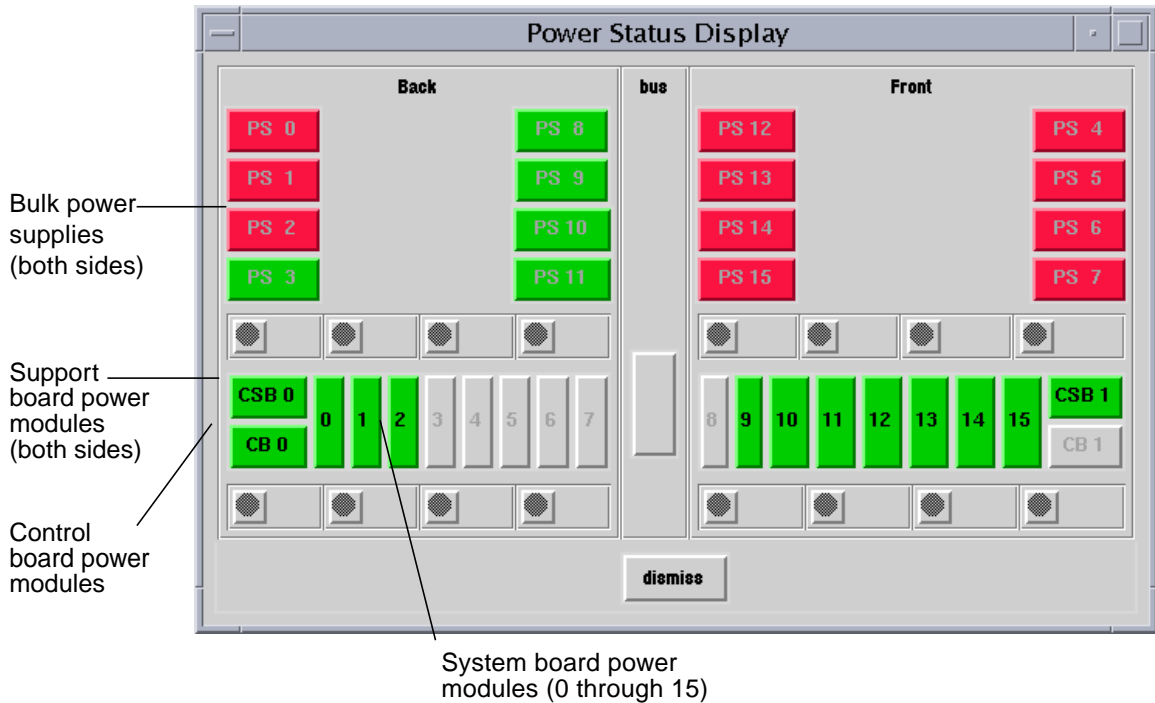 Power Status Display
Back
bus
Front
PS 0
PS 8
PS 12
PS 4
PS 1
PS 9
PS 13
PS 5
Bulk power
supplies
(both sides)
PS 2
PS 10
PS 14
PS 6
PS 3
PS 11
PS 15
PS 7
Support
board power
modules
(both sides)
CSB 0
CB 0
0 1 2 3 4 5 6 7
8 9 10 11 12 13 14 15
CSB 1
CB 1
Control
board power
modules
dismiss
System board power
modules (0 through 15)